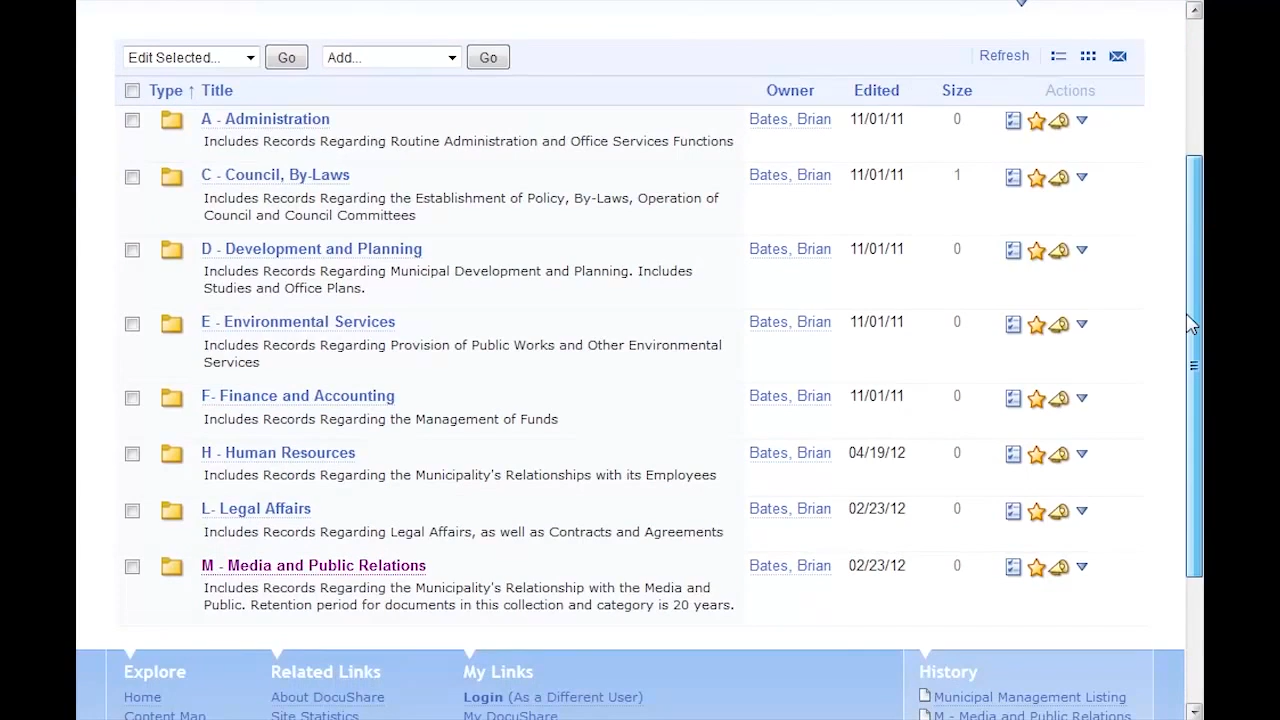 Edit Selected... Go Add... Go Refresh
Type ↑ Title Owner Edited Size Actions
A - Administration Bates, Brian 11/01/11 0
Includes Records Regarding Routine Administration and Office Services Functions
C - Council, By-Laws Bates, Brian 11/01/11 1
Includes Records Regarding the Establishment of Policy, By-Laws, Operation of
Council and Council Committees
D - Development and Planning Bates, Brian 11/01/11 0
Includes Records Regarding Municipal Development and Planning. Includes
Studies and Office Plans.
E - Environmental Services Bates, Brian 11/01/11 0
Includes Records Regarding Provision of Public Works and Other Environmental
Services
F- Finance and Accounting Bates, Brian 11/01/11 0
Includes Records Regarding the Management of Funds
H - Human Resources Bates, Brian 04/19/12 0
Includes Records Regarding the Municipality's Relationships with its Employees
L- Legal Affairs Bates, Brian 02/23/12 0
Includes Records Regarding Legal Affairs, as well as Contracts and Agreements
M - Media and Public Relations Bates, Brian 02/23/12 0
Includes Records Regarding the Municipality's Relationship with the Media and
Public. Retention period for documents in this collection and category is 20 years.
Explore Related Links My Links History
Home About DocuShare Login (As a Different User) Municipal Management Listing
Content Map Site Statistics My DocuShare M - Media and Public Relations